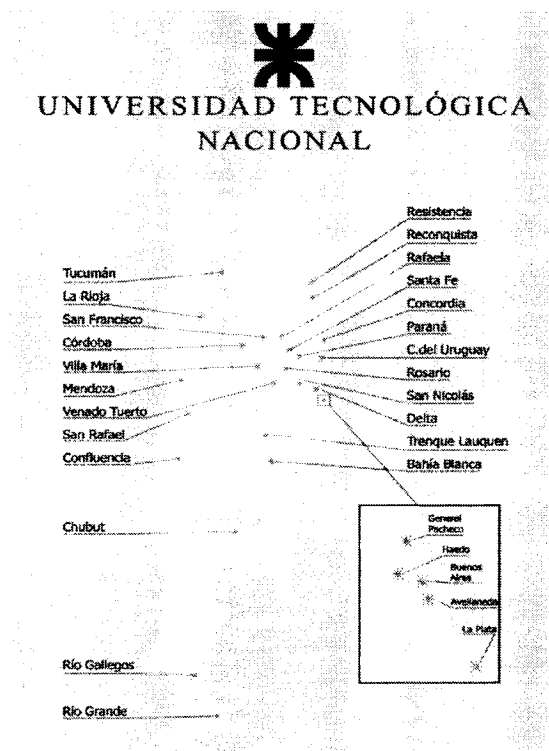 UNIVERSIDAD TECNOLÓGICA
NACIONAL
Resistencia
Reconquista
Rafaela
Santa Fe
Concordia
Paraná
C.del Uruguay
Rosario
San Nicolás
Delta
Trenque Lauquen
Bahía Blanca
Tucumán
La Rioja
San Francisco
Córdoba
Villa María
Mendoza
Venado Tuerto
San Rafael
Confluencia
Chubut
Río Gallegos
Río Grande
General
Pacheco
Haedo
Buenos
Aires
Avellaneda
La Plata